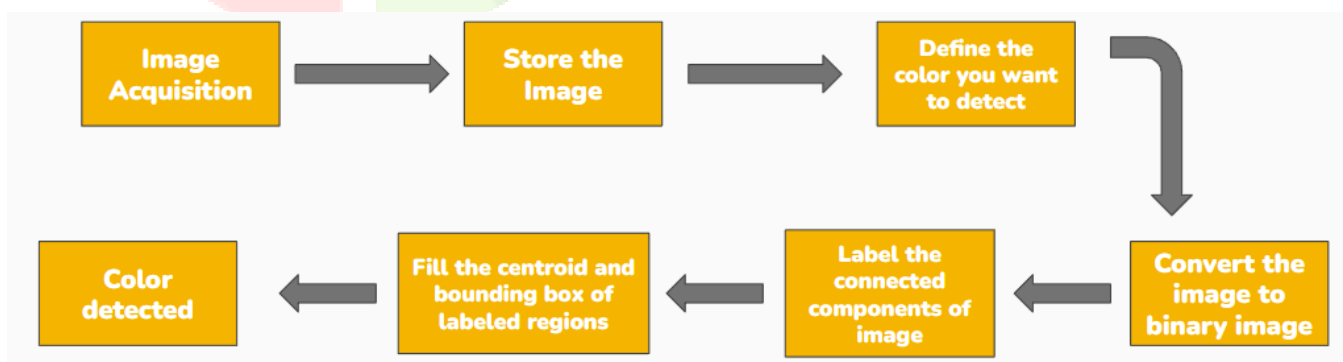 Image
Acquisition
Store the
Image
Define the
color you want
to detect
Convert the
image to
binary image
Label the
connected
components of
image
Fill the centroid and
bounding box of
labeled regions
Color
detected